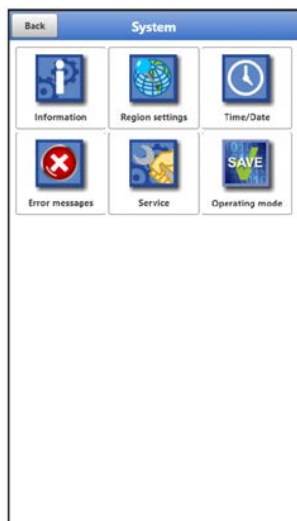 Back System
Information Region settings Time/Date
SAVE
Error messages Service Operating mode